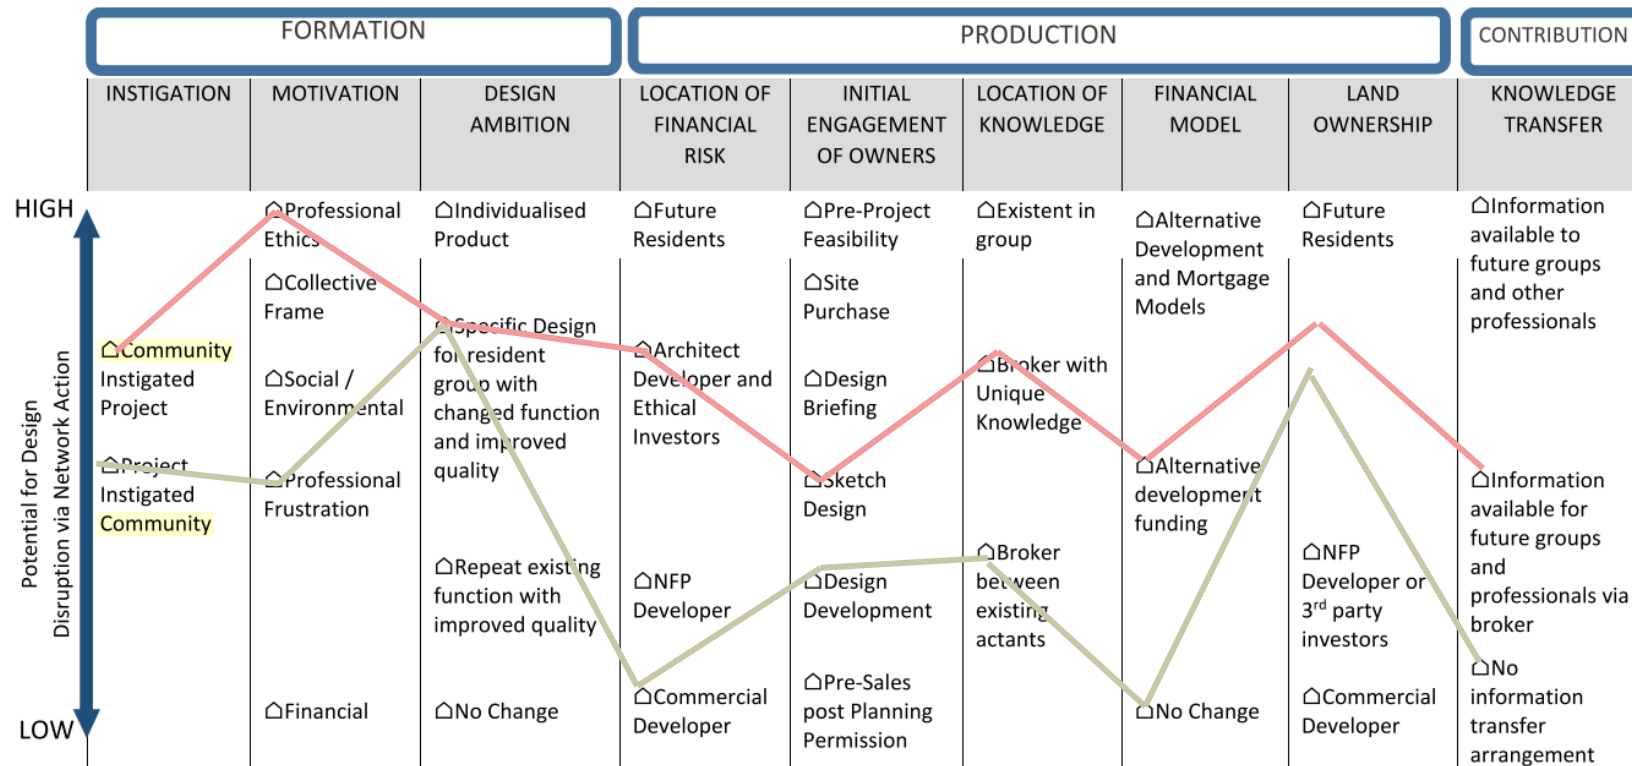 FORMATION
PRODUCTION
CONTRIBUTION
INSTIGATION
MOTIVATION
DESIGN
AMBITION
LOCATION OF
FINANCIAL
RISK
INITIAL
ENGAGEMENT
OF OWNERS
LOCATION OF
KNOWLEDGE
FINANCIAL
MODEL
LAND
OWNERSHIP
KNOWLEDGE
TRANSFER
HIGH
LOW
Potential for Design
Disruption via Network Action
Community
Instigated
Project
Project
Instigated
Community
Professional
Ethics
Collective
Frame
Social /
Environmental
Professional
Frustration
Financial
Individualised
Product
Specific Design
for resident
group with
changed function
and improved
quality
Repeat existing
function with
improved quality
No Change
Future
Residents
Architect
Developer and
Ethical
Investors
NFP
Developer
Commercial
Developer
Pre-Project
Feasibility
Site
Purchase
Design
Briefing
Sketch
Design
Design
Development
Pre-Sales
post Planning
Permission
Existent in
group
Broker with
Unique
Knowledge
Broker
between
existing
actants
Alternative
Development
and Mortgage
Models
Alternative
development
funding
No Change
Future
Residents
NFP
Developer or
3rd party
investors
Commercial
Developer
Information
available to
future groups
and other
professionals
Information
available for
future groups
and
professionals via
broker
No
information
transfer
arrangement